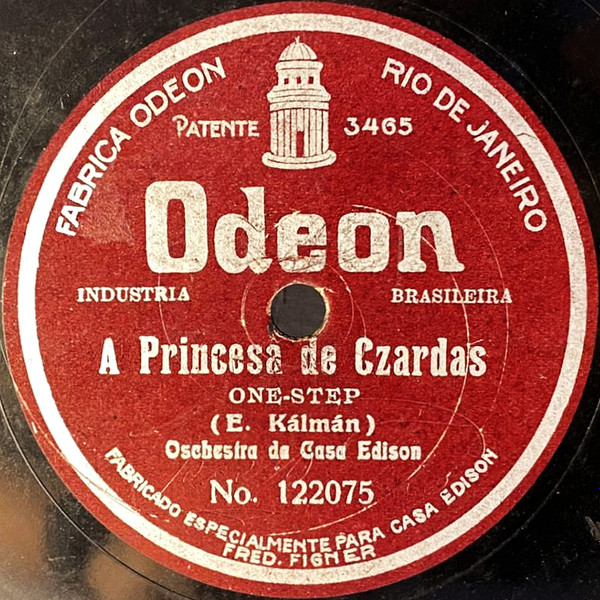 FABRICA ODEON
RIO DE JANEIRO
PATENTE 3465
Odeon
INDUSTRIA BRASILEIRA
A Princesa de Czardas
ONE-STEP
( E. Kálmán )
Orchestra da Casa Edison
No. 122075
FABRICADO ESPECIALMENTE PARA CASA EDISON
FRED. FIGNER